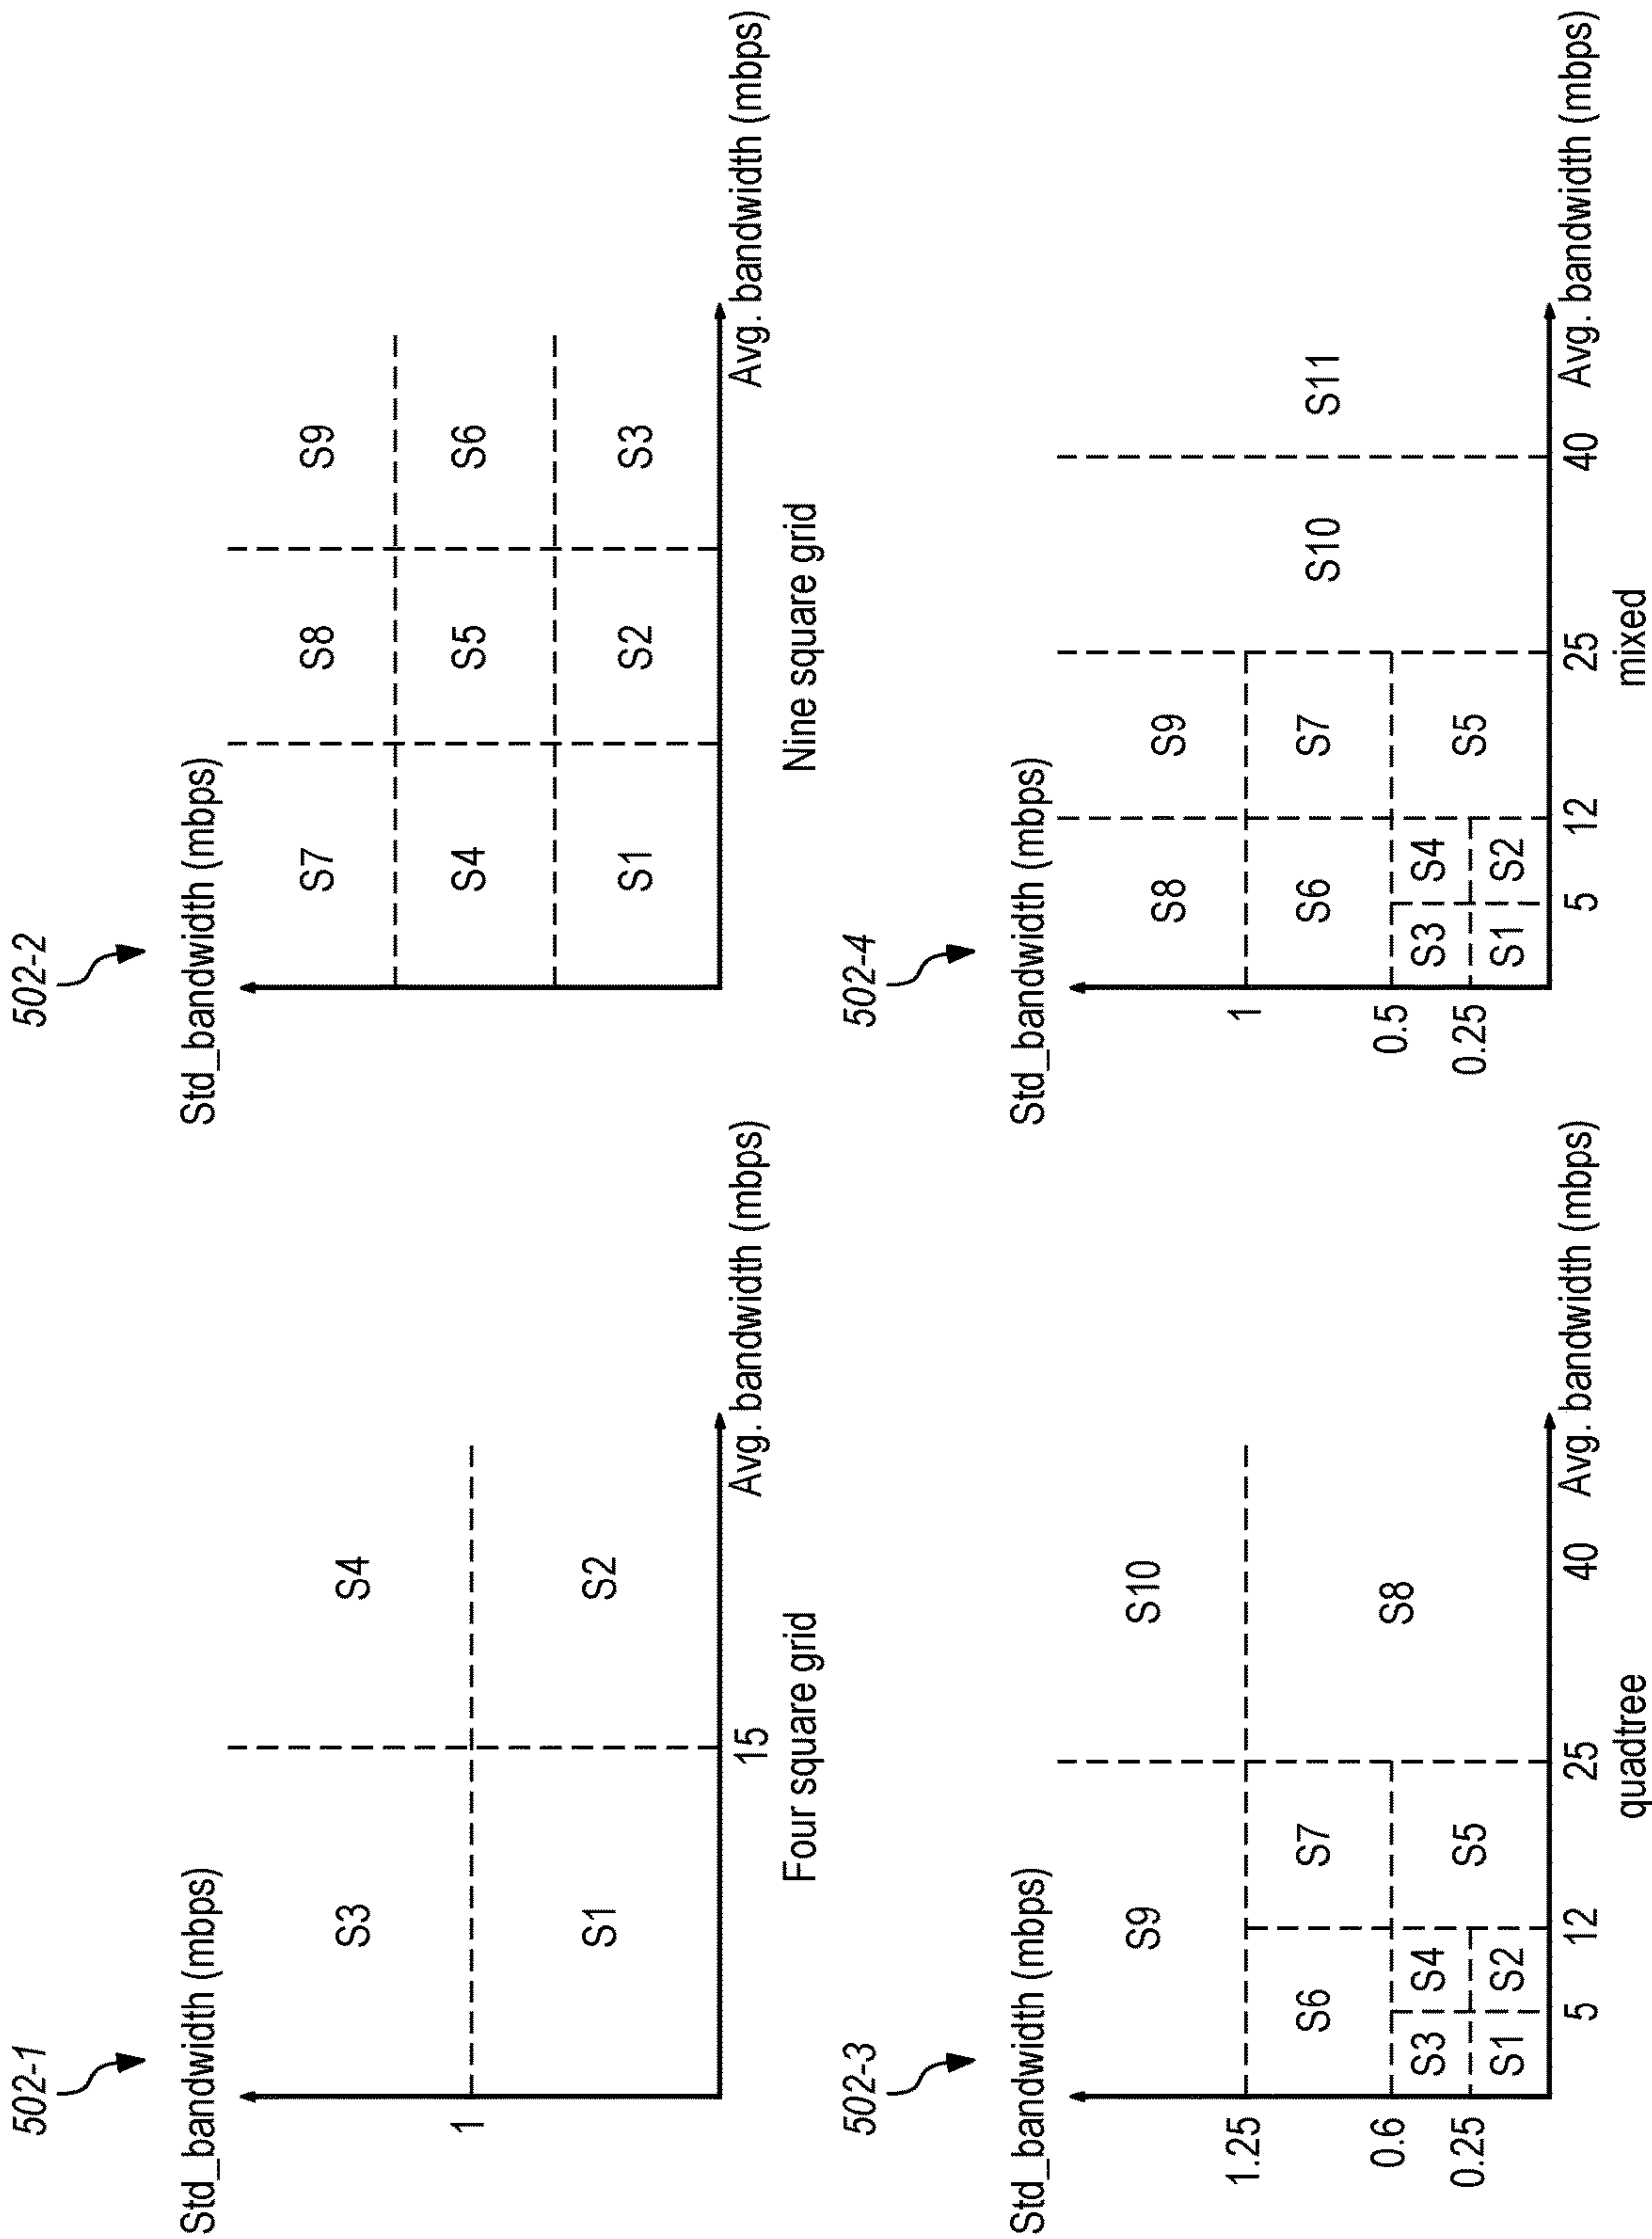 502-1
Std_bandwidth (mbps)
S3
S4
1
S1
S2
15
Avg. bandwidth (mbps)
Four square grid
502-2
Std_bandwidth (mbps)
S7
S8
S9
S4
S5
S6
S1
S2
S3
Avg. bandwidth (mbps)
Nine square grid
502-3
Std_bandwidth (mbps)
S9
S10
1.25
S6
S7
S8
0.6
S3
S4
S5
0.25
S1
S2
5
12
25
40
Avg. bandwidth (mbps)
quadtree
502-4
Std_bandwidth (mbps)
S8
S9
1
S6
S7
S10
S11
0.5
S3
S4
S5
0.25
S1
S2
5
12
25
40
Avg. bandwidth (mbps)
mixed